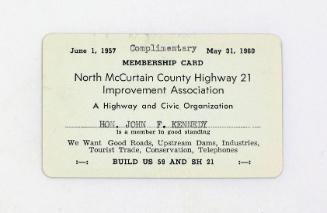 June 1, 1957 Complimentary May 31, 1960
MEMBERSHIP CARD
North McCurtain County Highway 21
Improvement Association
A Highway and Civic Organization
HON. JOHN F. KENNEDY
is a member in good standing
We Want Good Roads, Upstream Dams, Industries,
Tourist Trade, Conservation, Telephones
:—: BUILD US 59 AND SH 21 :—: